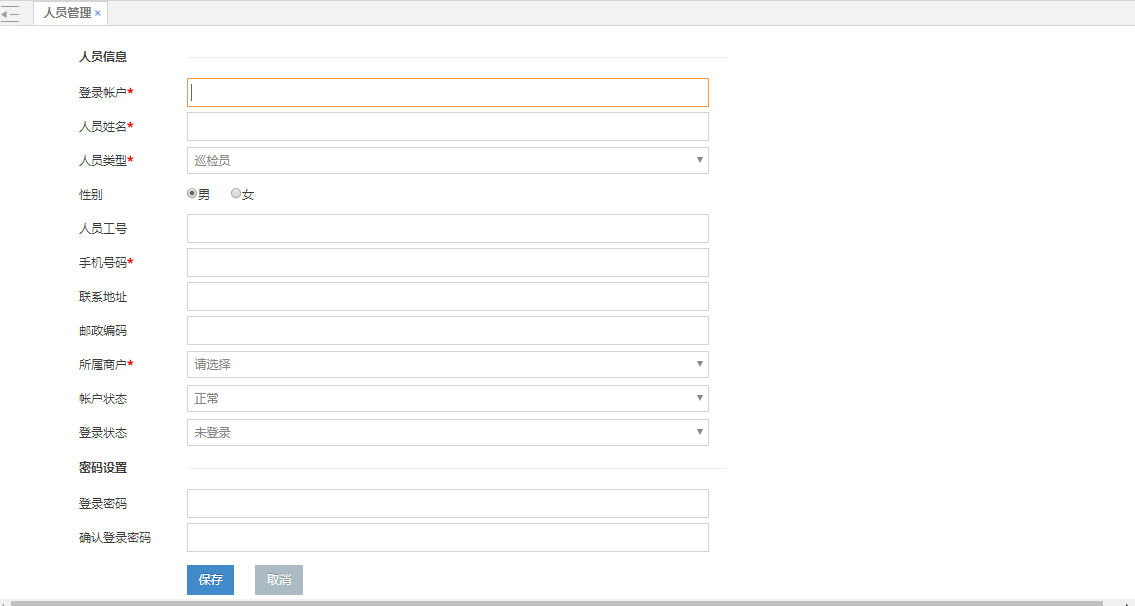 人员管理 ×
人员信息
登录帐户*
人员姓名*
人员类型* 巡检员
性别 男 女
人员工号
手机号码*
联系地址
邮政编码
所属商户* 请选择
帐户状态 正常
登录状态 未登录
密码设置
登录密码
确认登录密码
保存 取消